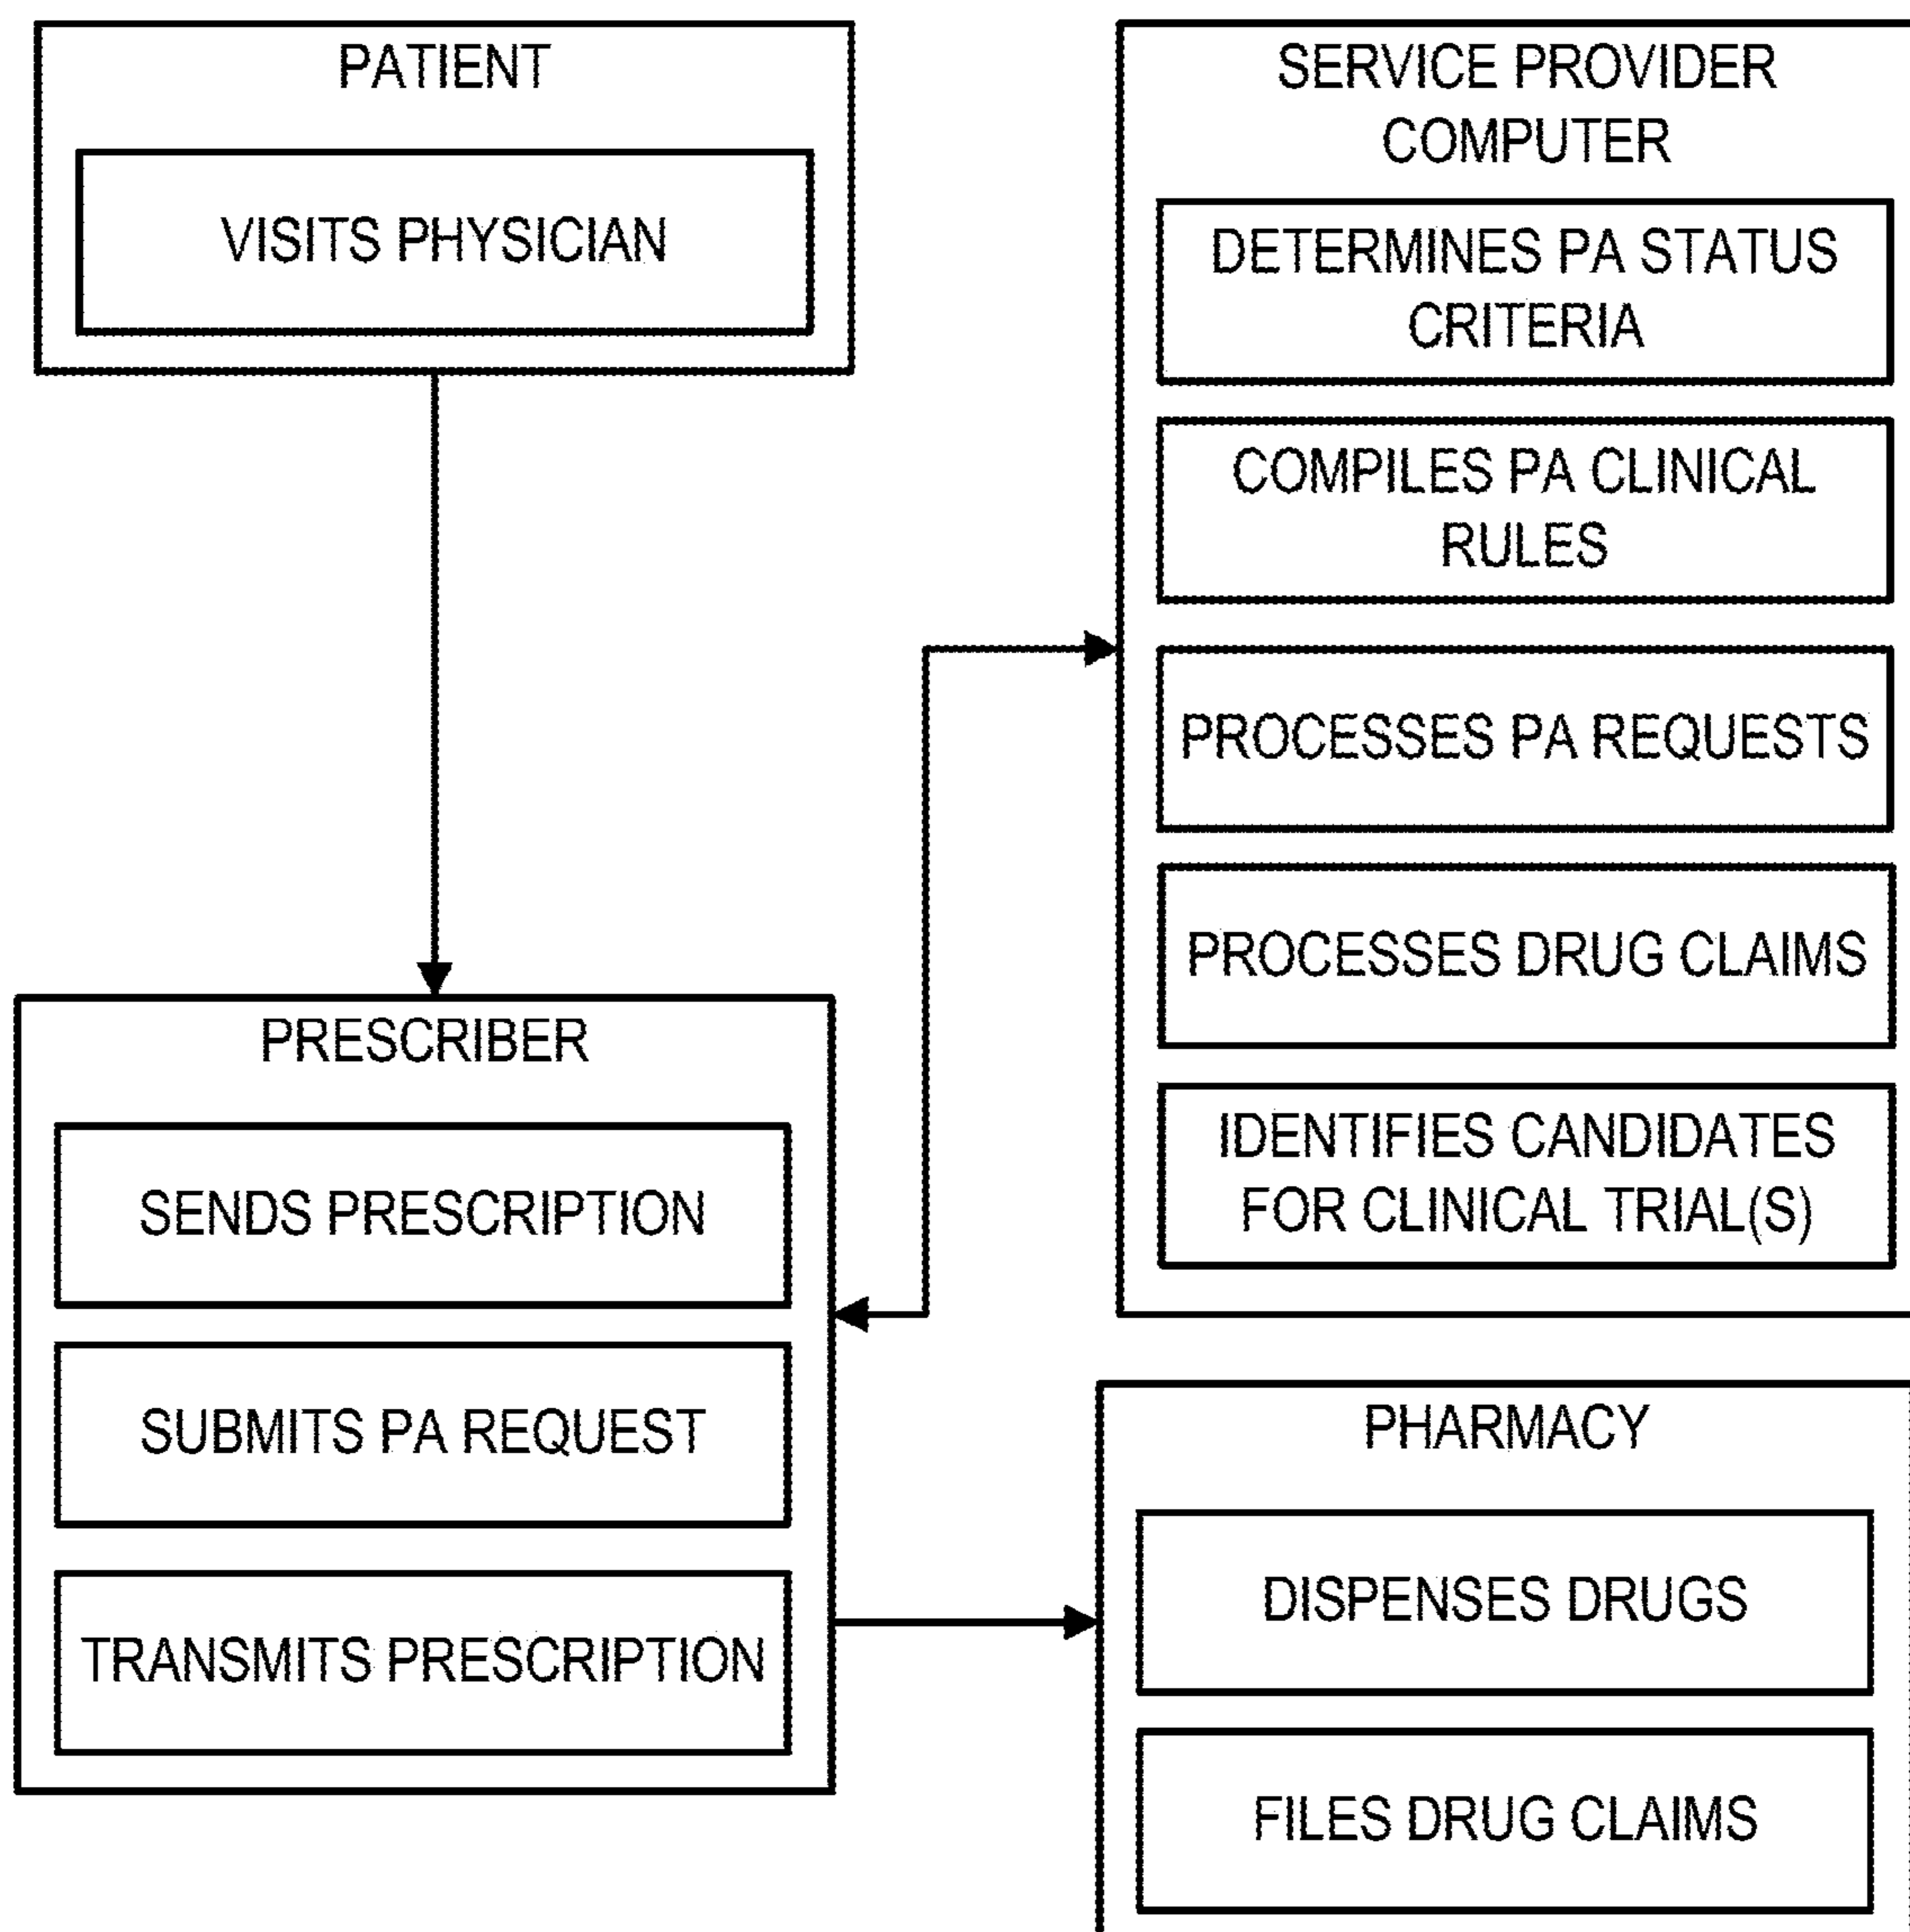 PATIENT
VISITS PHYSICIAN
SERVICE PROVIDER
COMPUTER
DETERMINES PA STATUS
CRITERIA
COMPILES PA CLINICAL
RULES
PROCESSES PA REQUESTS
PROCESSES DRUG CLAIMS
IDENTIFIES CANDIDATES
FOR CLINICAL TRIAL(S)
PRESCRIBER
SENDS PRESCRIPTION
SUBMITS PA REQUEST
TRANSMITS PRESCRIPTION
PHARMACY
DISPENSES DRUGS
FILES DRUG CLAIMS